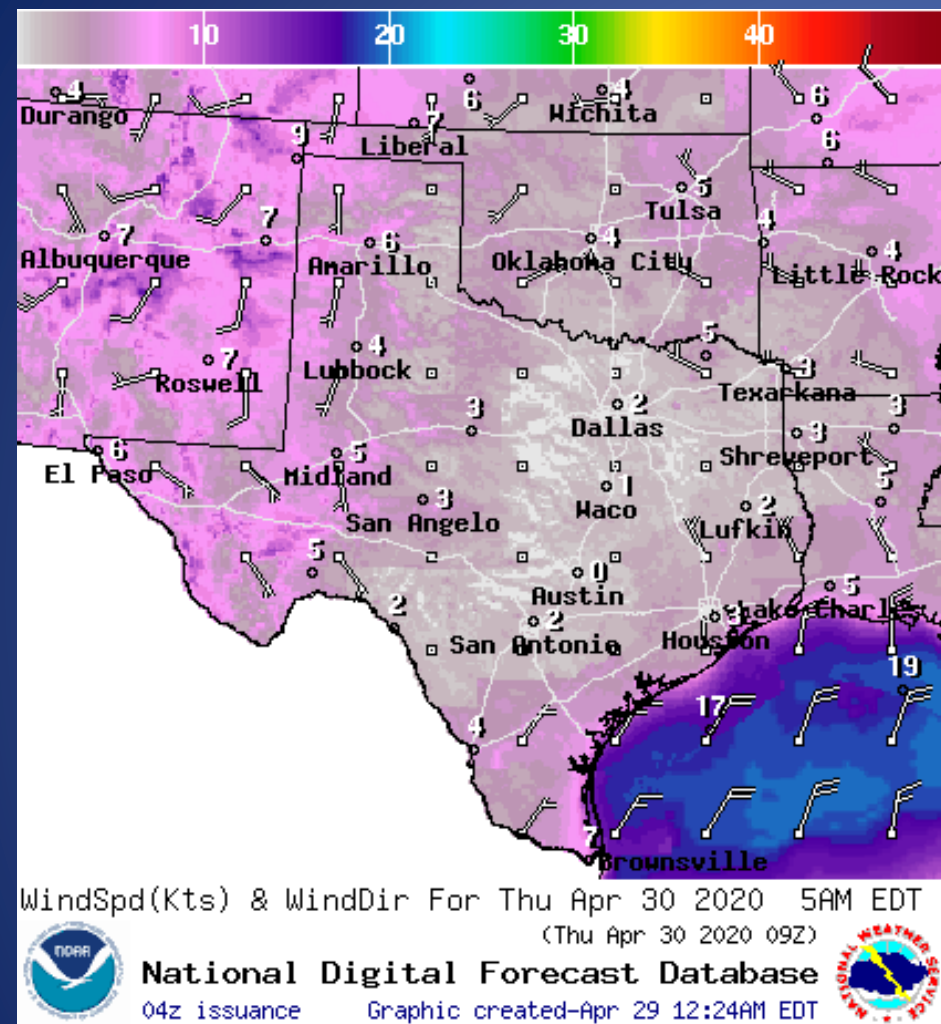 10 20 30 40
4 6 4 6
Durango Wichita
9 7 6
Liberal
5
Tulsa
7 7 6 4 4 4
Albuquerque Amarillo Oklahoma City Little Rock
7 4 5 3
Roswell Lubbock Texarkana
3 2 3 3
Dallas
6 5 Shreveport
El Paso Midland
3 1 2 5
San Angelo Waco Lufkin
5 0 5
Austin Lake Charles
2 2 3
San Antonio Houston
19
17
4
7
Brownsville
WindSpd(Kts) & WindDir For Thu Apr 30 2020 5AM EDT
(Thu Apr 30 2020 09Z)
NOAA
National Digital Forecast Database
NATIONAL WEATHER SERVICE
04z issuance Graphic created-Apr 29 12:24AM EDT